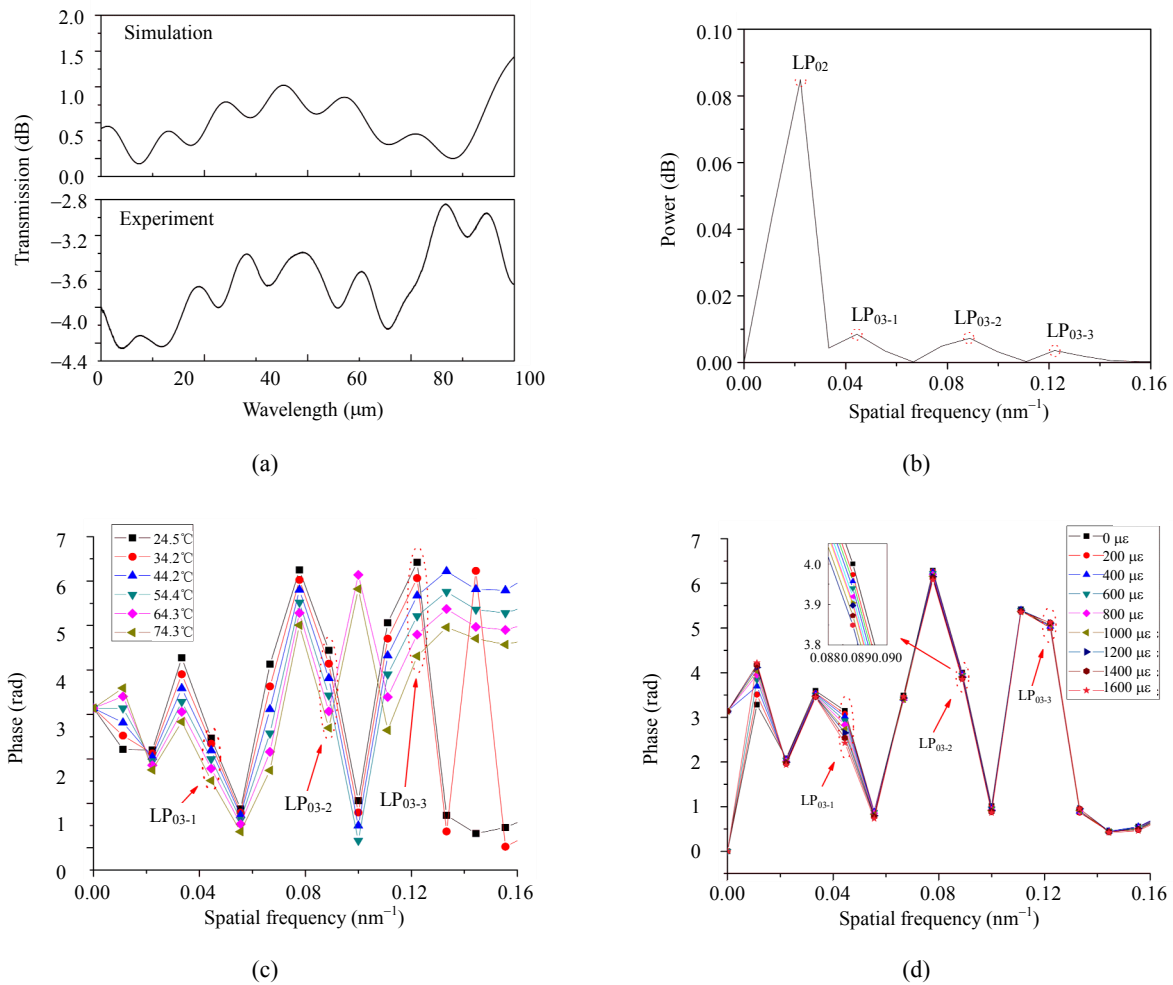 2.0
1.5
1.0
0.5
0.0
Simulation
−2.8
−3.2
−3.6
−4.0
−4.4
Experiment
Transmission (dB)
0 20 40 60 80 100
Wavelength (μm)
(a)
0.10
0.08
0.06
0.04
0.02
0.00
Power (dB)
LP02
LP03-1
LP03-2
LP03-3
0.00 0.04 0.08 0.12 0.16
Spatial frequency (nm−1)
(b)
7
6
5
4
3
2
1
0
Phase (rad)
24.5℃
34.2℃
44.2℃
54.4℃
64.3℃
74.3℃
LP03-1
LP03-2
LP03-3
0.00 0.04 0.08 0.12 0.16
Spatial frequency (nm−1)
(c)
7
6
5
4
3
2
1
0
Phase (rad)
4.0
3.9
3.8
0.088 0.089 0.090
0 με
200 με
400 με
600 με
800 με
1000 με :
1200 με :
1400 με :
1600 με :
LP03-1
LP03-2
LP03-3
0.00 0.04 0.08 0.12 0.16
Spatial frequency (nm−1)
(d)